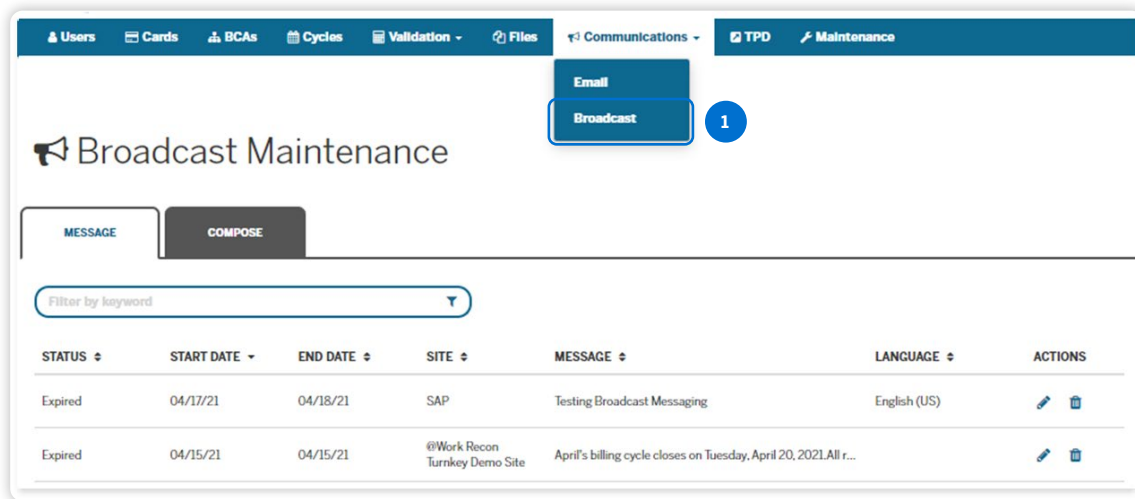 Users Cards BCAs Cycles Validation Files Communications TPD Maintenance
Email
Broadcast 1
Broadcast Maintenance
MESSAGE COMPOSE
Filter by keyword
STATUS START DATE END DATE SITE MESSAGE LANGUAGE ACTIONS
Expired 04/17/21 04/18/21 SAP Testing Broadcast Messaging English (US)
Expired 04/15/21 04/15/21 @Work Recon Turnkey Demo Site April's billing cycle closes on Tuesday, April 20, 2021.All r...